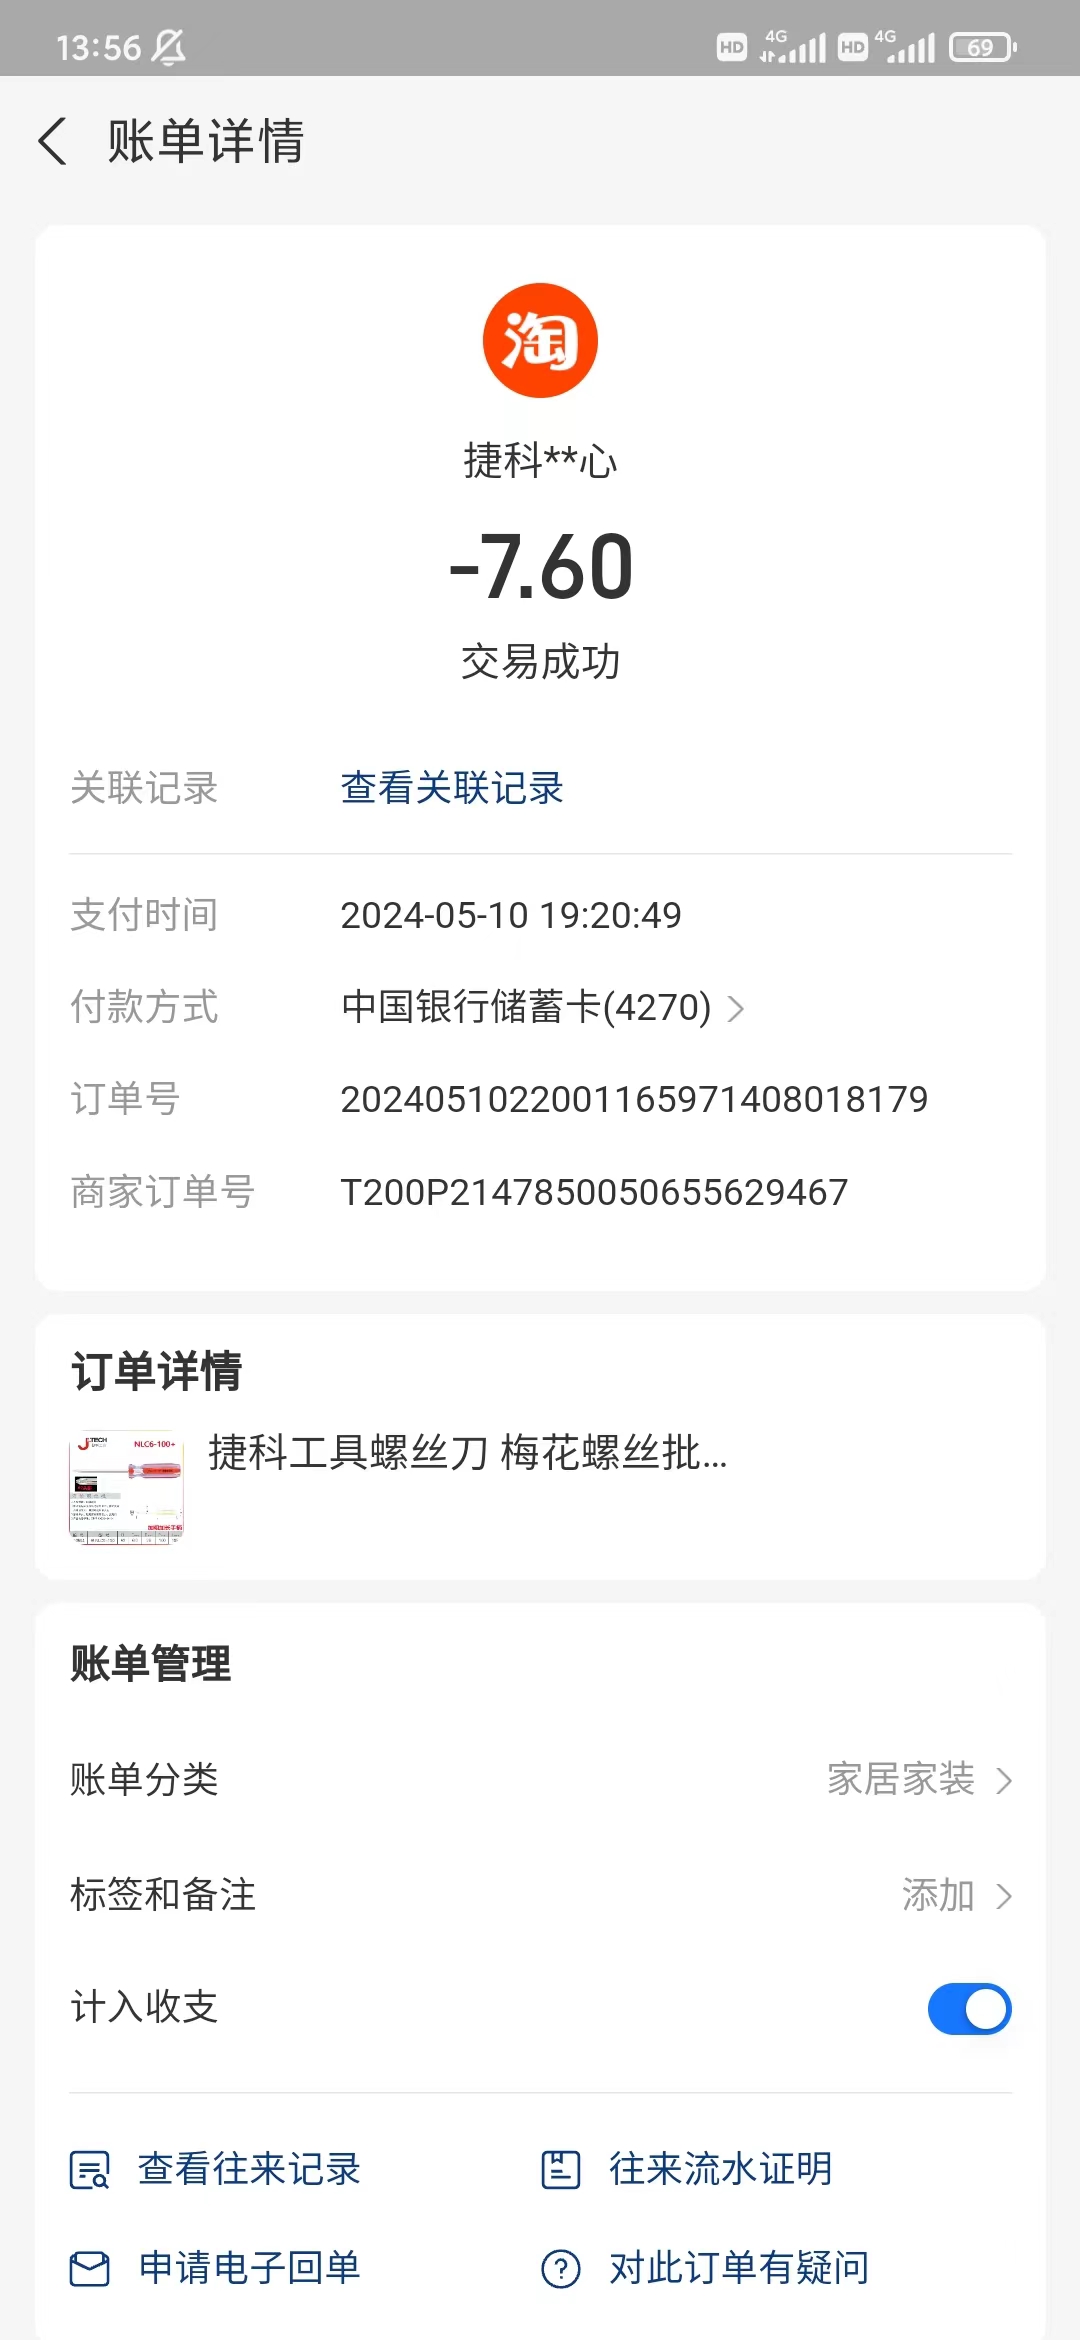 13:56 HD 4G HD 4G 69
账单详情
淘
捷科**心
-7.60
交易成功
关联记录 查看关联记录
支付时间 2024-05-10 19:20:49
付款方式 中国银行储蓄卡(4270)
订单号 20240510220011659714080​18179
商家订单号 T200P2147850050655629467
订单详情
JETECH NLC6-100+
捷科工具螺丝刀 梅花螺丝批...
账单管理
账单分类 家居家装
标签和备注 添加
计入收支
查看往来记录 往来流水证明
申请电子回单 对此订单有疑问